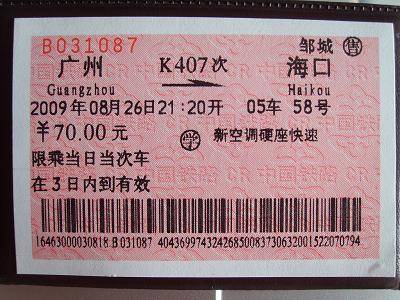 B031087 邹城 售
广州 K407次 海口
Guangzhou Haikou
2009年08月26日21:20开 05车 58号
￥70.00元 学 新空调硬座快速
限乘当日当次车
在3日内到有效
16463000030818 B031087 40436997432426850083730632001522070794